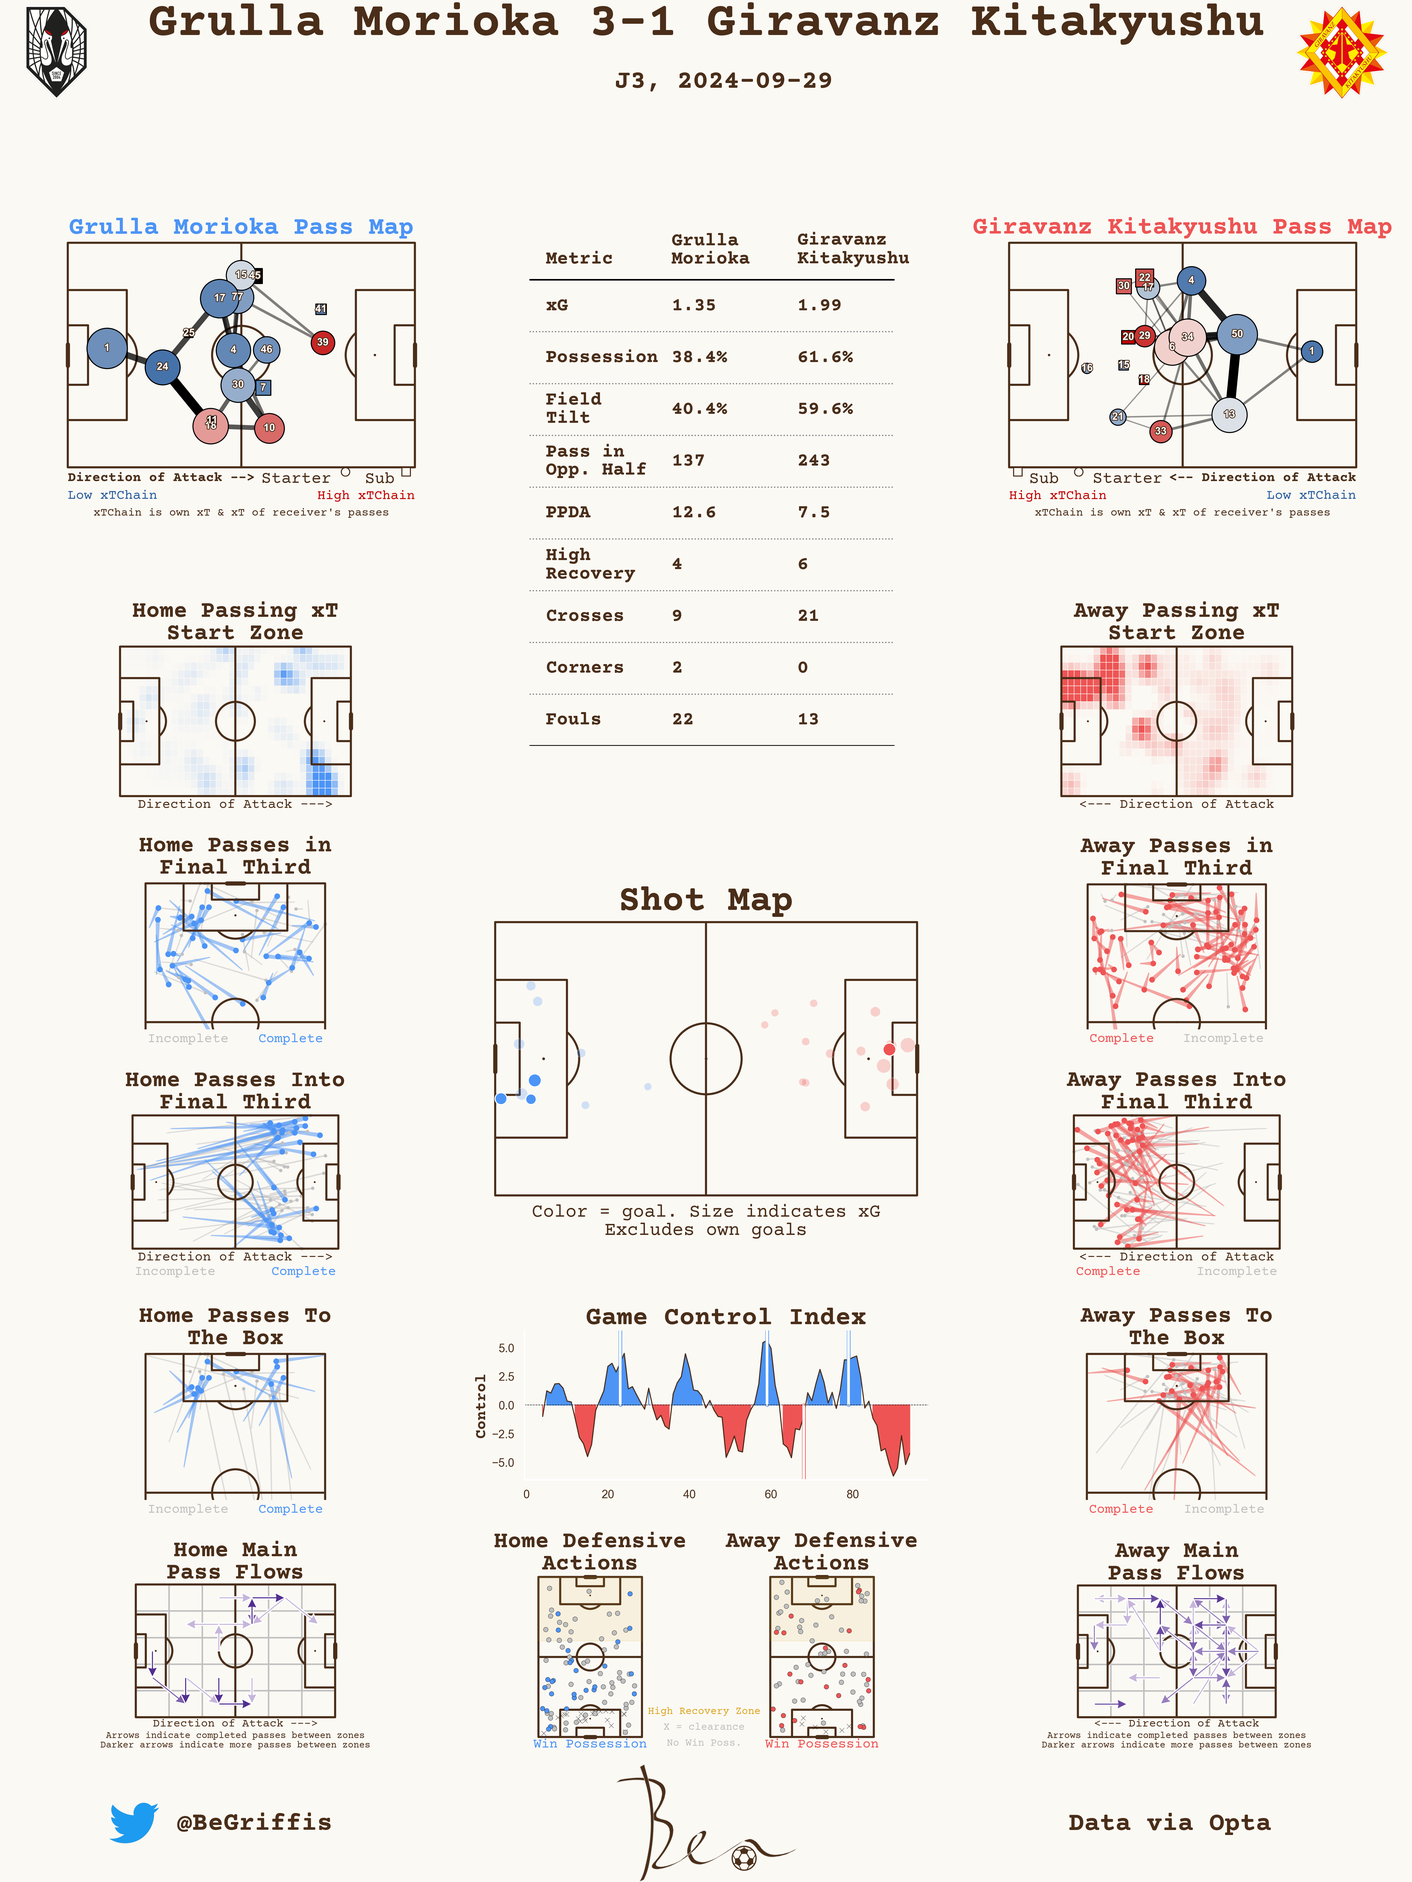 Grulla Morioka 3-1 Giravanz Kitakyushu
J3, 2024-09-29
Grulla Morioka Pass Map
15 45
17 77
41
25
1
4
46
39
24
30
7
11
18
10
Direction of Attack --> Starter Sub
Low xTChain High xTChain
xTChain is own xT & xT of receiver's passes
Metric Grulla Morioka Giravanz Kitakyushu
xG 1.35 1.99
Possession 38.4% 61.6%
Field Tilt 40.4% 59.6%
Pass in Opp. Half 137 243
PPDA 12.6 7.5
High Recovery 4 6
Crosses 9 21
Corners 2 0
Fouls 22 13
Giravanz Kitakyushu Pass Map
22
30 17 4
20 29 6 34 50
1
16 15
18
21 13
33
Sub Starter <-- Direction of Attack
High xTChain Low xTChain
xTChain is own xT & xT of receiver's passes
Home Passing xT
Start Zone
Direction of Attack --->
Away Passing xT
Start Zone
<--- Direction of Attack
Home Passes in
Final Third
Incomplete Complete
Away Passes in
Final Third
Complete Incomplete
Shot Map
Color = goal. Size indicates xG
Excludes own goals
Home Passes Into
Final Third
Direction of Attack --->
Incomplete Complete
Away Passes Into
Final Third
<--- Direction of Attack
Complete Incomplete
Home Passes To
The Box
Incomplete Complete
Game Control Index
Control
5.0
2.5
0.0
−2.5
−5.0
0 20 40 60 80
Away Passes To
The Box
Complete Incomplete
Home Main
Pass Flows
Direction of Attack --->
Arrows indicate completed passes between zones
Darker arrows indicate more passes between zones
Home Defensive
Actions
Win Possession
Away Defensive
Actions
Win Possession
High Recovery Zone
X = clearance
No Win Poss.
Away Main
Pass Flows
<--- Direction of Attack
Arrows indicate completed passes between zones
Darker arrows indicate more passes between zones
@BeGriffis
Ben
Data via Opta